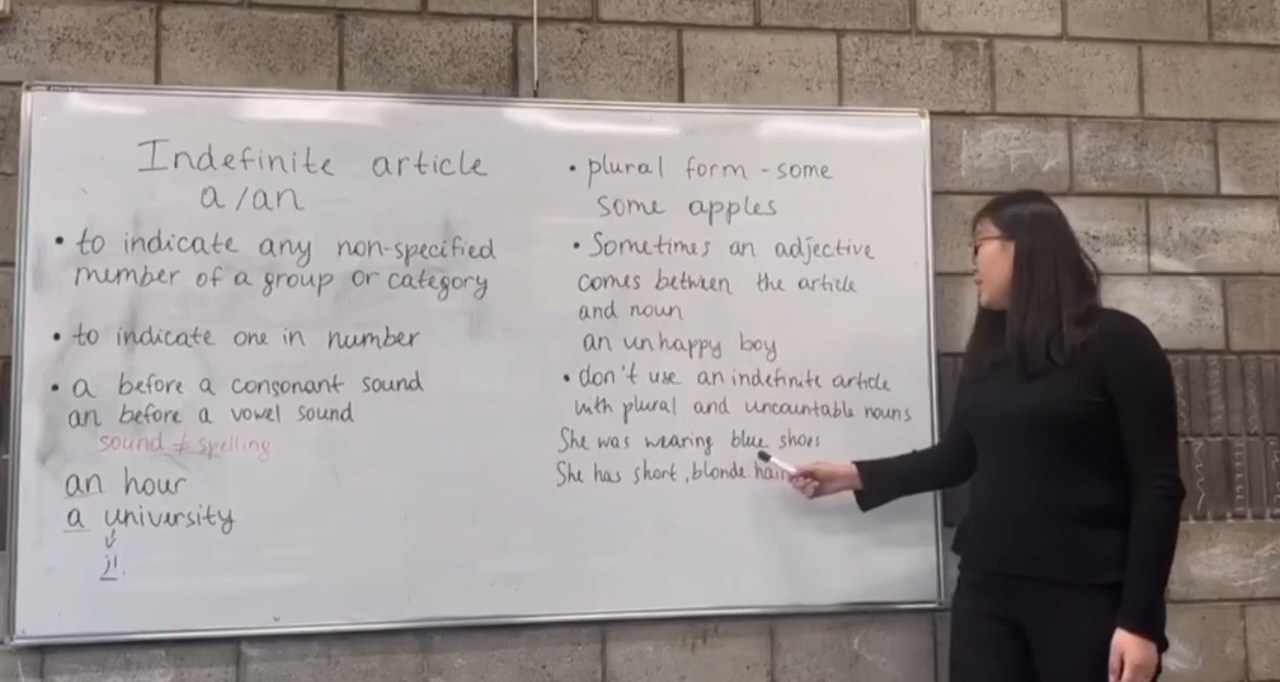 Indefinite article
a/an
• to indicate any non-specified
member of a group or category
• to indicate one in number
• a before a consonant sound
an before a vowel sound
sound ≠ spelling
an hour
a university
↓
j
• plural form - some
some apples
• Sometimes an adjective
comes between the article
and noun
an unhappy boy
• don't use an indefinite article
with plural and uncountable nouns
She was wearing blue shoes
She has short, blonde hair